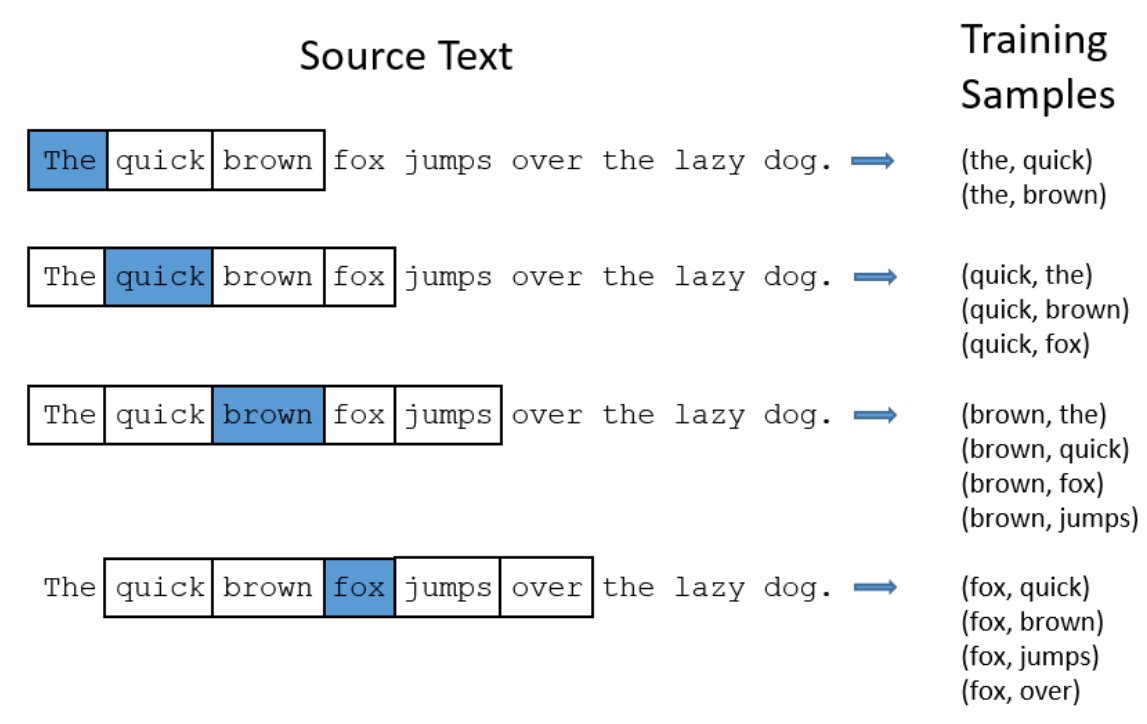 Source Text
Training
Samples
The quick brown fox jumps over the lazy dog.
(the, quick)
(the, brown)
The quick brown fox jumps over the lazy dog.
(quick, the)
(quick, brown)
(quick, fox)
The quick brown fox jumps over the lazy dog.
(brown, the)
(brown, quick)
(brown, fox)
(brown, jumps)
The quick brown fox jumps over the lazy dog.
(fox, quick)
(fox, brown)
(fox, jumps)
(fox, over)